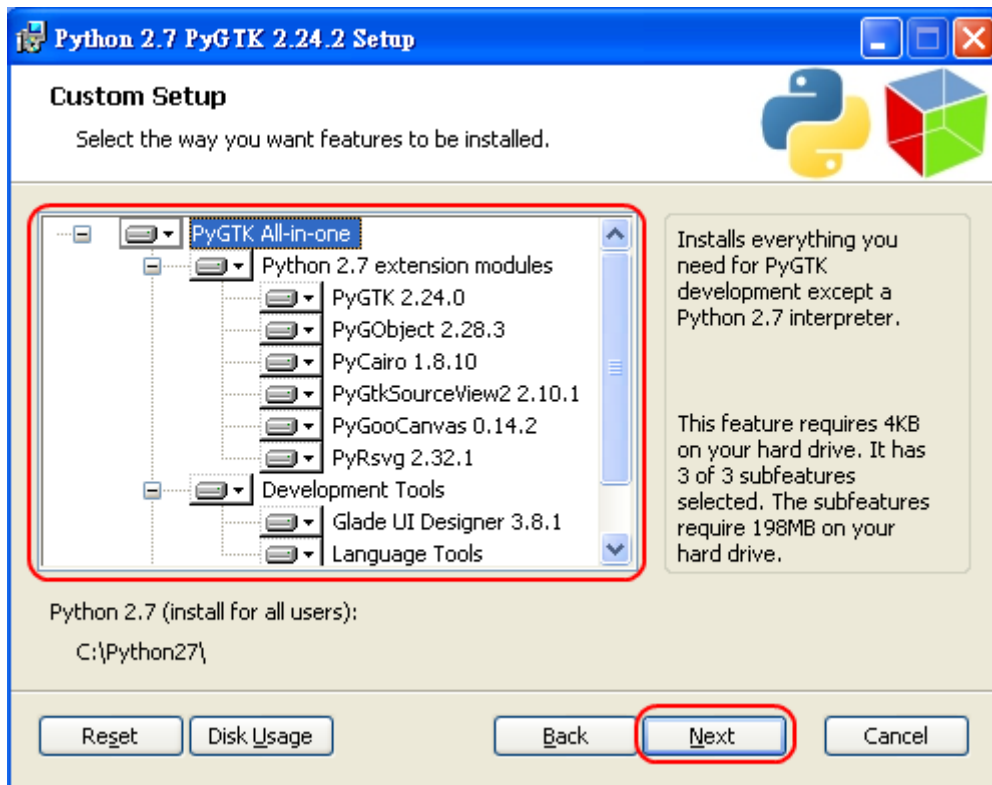 Python 2.7 PyGTK 2.24.2 Setup
Custom Setup
Select the way you want features to be installed.
PyGTK All-in-one
Python 2.7 extension modules
PyGTK 2.24.0
PyGObject 2.28.3
PyCairo 1.8.10
PyGtkSourceView2 2.10.1
PyGooCanvas 0.14.2
PyRsvg 2.32.1
Development Tools
Glade UI Designer 3.8.1
Language Tools
Installs everything you
need for PyGTK
development except a
Python 2.7 interpreter.
This feature requires 4KB
on your hard drive. It has
3 of 3 subfeatures
selected. The subfeatures
require 198MB on your
hard drive.
Python 2.7 (install for all users):
C:\Python27\
Reset
Disk Usage
Back
Next
Cancel